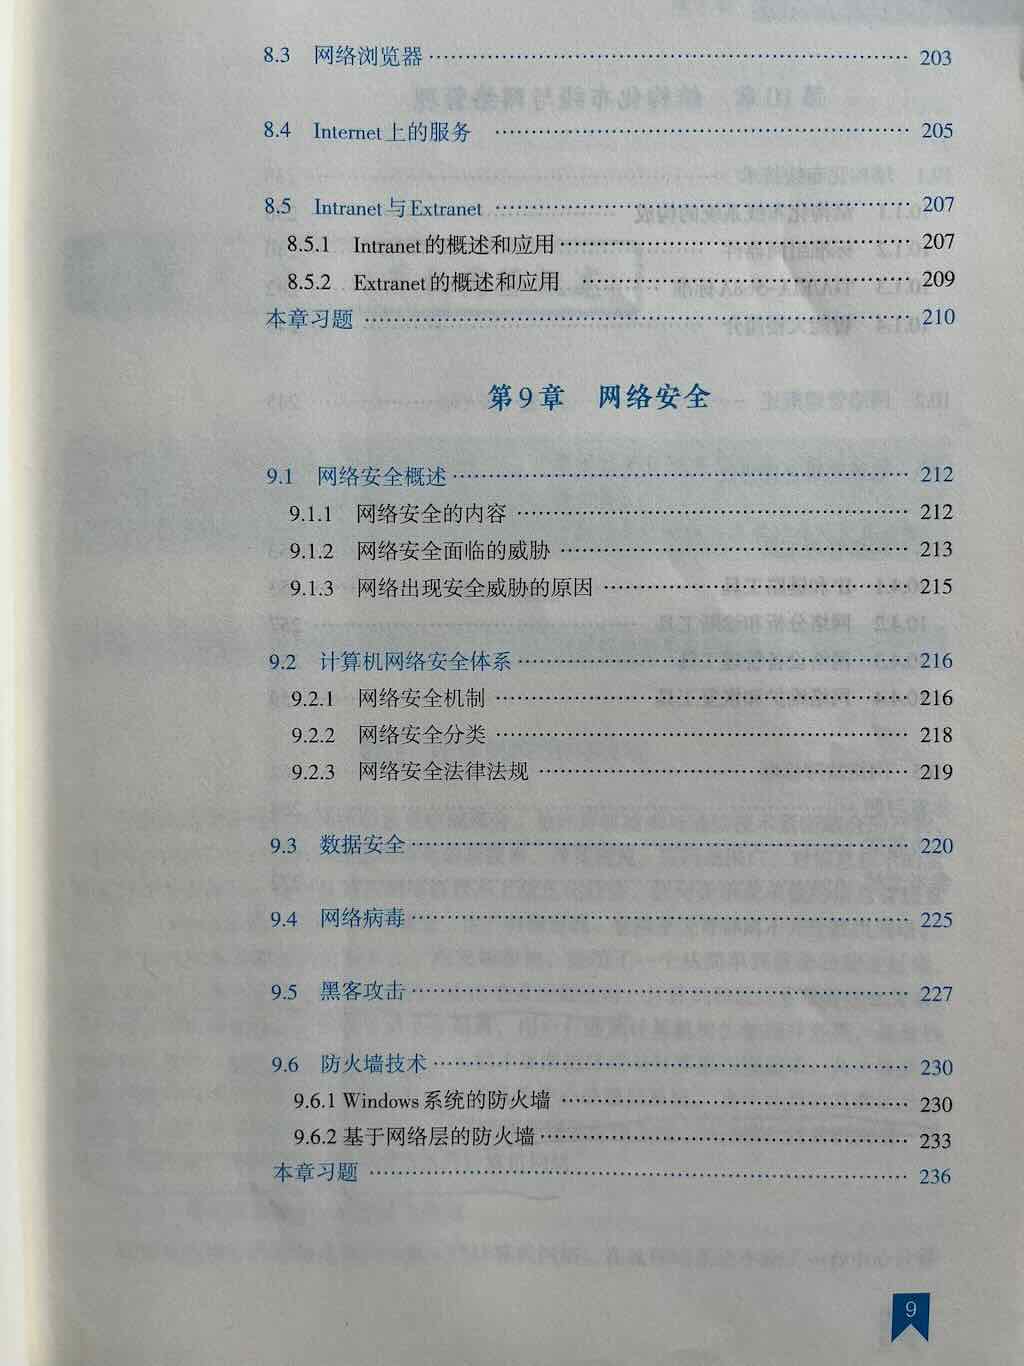 8.3 网络浏览器 …… 203
8.4 Internet上的服务 …… 205
8.5 Intranet与Extranet …… 207
8.5.1 Intranet的概述和应用 …… 207
8.5.2 Extranet的概述和应用 …… 209
本章习题 …… 210
第9章 网络安全
9.1 网络安全概述 …… 212
9.1.1 网络安全的内容 …… 212
9.1.2 网络安全面临的威胁 …… 213
9.1.3 网络出现安全威胁的原因 …… 215
9.2 计算机网络安全体系 …… 216
9.2.1 网络安全机制 …… 216
9.2.2 网络安全分类 …… 218
9.2.3 网络安全法律法规 …… 219
9.3 数据安全 …… 220
9.4 网络病毒 …… 225
9.5 黑客攻击 …… 227
9.6 防火墙技术 …… 230
9.6.1 Windows系统的防火墙 …… 230
9.6.2 基于网络层的防火墙 …… 233
本章习题 …… 236
9